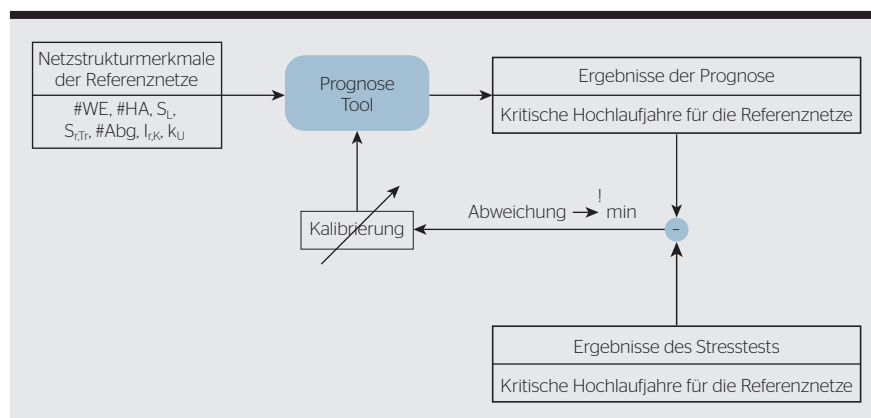 Netzstrukturmerkmale
der Referenznetze
#WE, #HA, S_L,
S_r,Tr, #Abg, I_r,K, k_U
Prognose
Tool
Ergebnisse der Prognose
Kritische Hochlaufjahre für die Referenznetze
Kalibrierung
!
Abweichung → min
-
Ergebnisse des Stresstests
Kritische Hochlaufjahre für die Referenznetze